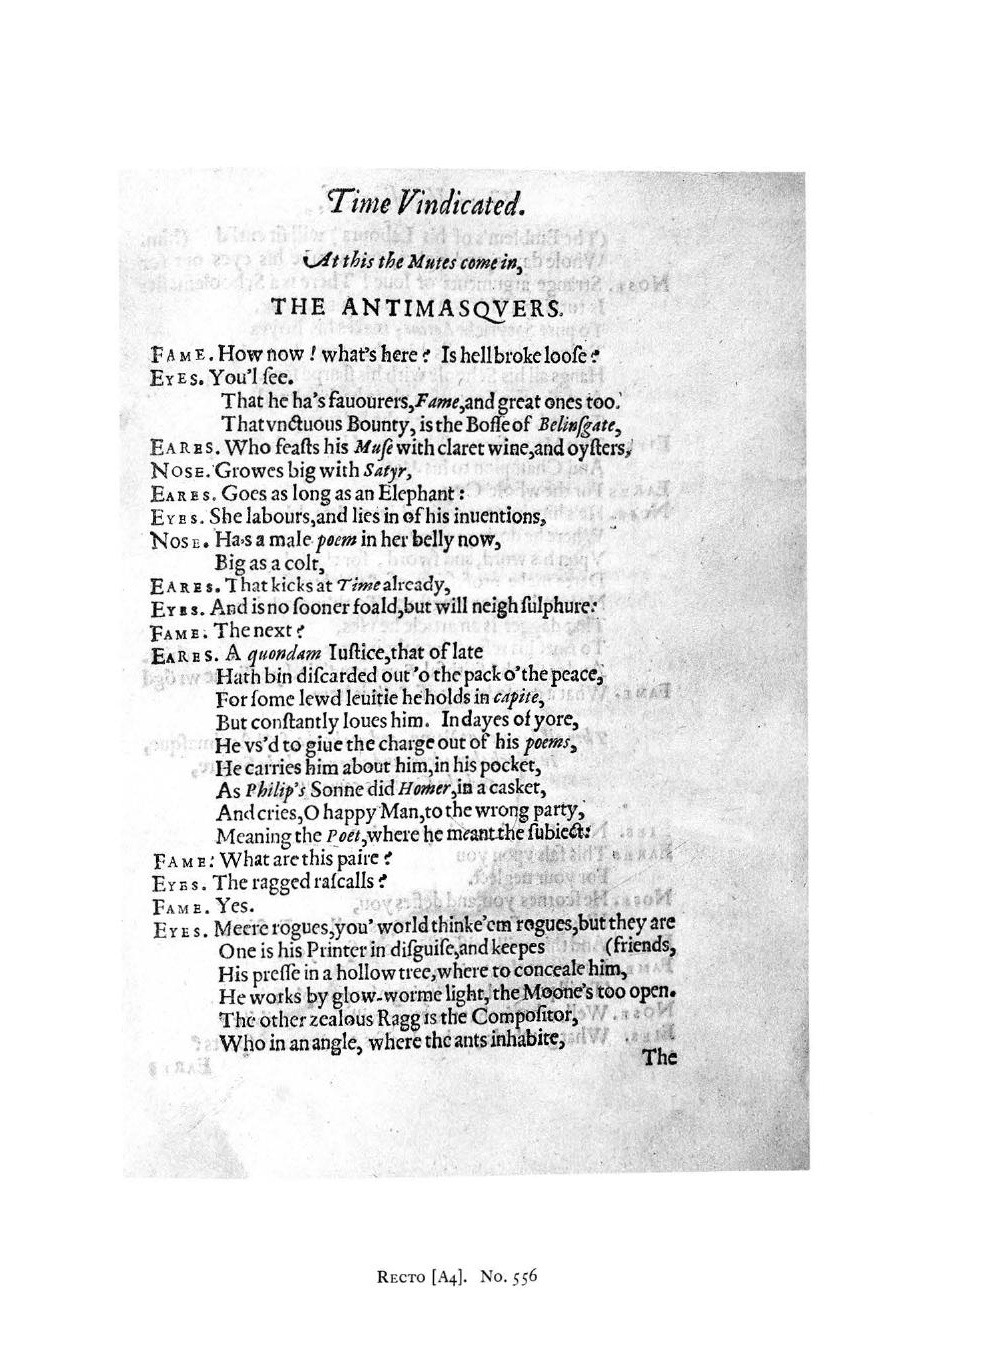 Time Vindicated.
At this the Mutes come in,
THE ANTIMASQVERS.
FAME. How now ! what's here ? Is hell broke looſe ?
EYES. You'l ſee.
That he ha's fauourers, Fame, and great ones too.
That vnctuous Bounty, is the Boſſe of Belinſgate,
EARES. Who feaſts his Muſe with claret wine, and oyſters,
NOSE. Growes big with Satyr,
EARES. Goes as long as an Elephant :
EYES. She labours, and lies in of his inuentions,
NOSE. Ha's a male poem in her belly now,
Big as a colt,
EARES. That kicks at Time already,
EYES. And is no ſooner foald, but will neigh ſulphure:
FAME. The next ?
EARES. A quondam Iuſtice, that of late
Hath bin diſcarded out 'o the pack o' the peace,
For ſome lewd leuitie he holds in capite,
But conſtantly loues him. In dayes of yore,
He vs'd to giue the charge out of his poems,
He carries him about him, in his pocket,
As Philip's Sonne did Homer, in a casket,
And cries, O happy Man, to the wrong party,
Meaning the Poet, where he meant the ſubiect:
FAME: What are this paire ?
EYES. The ragged raſcalls ?
FAME. Yes.
EYES. Meere rogues, you' world thinke 'em rogues, but they are
One is his Printer in diſguiſe, and keepes (friends,
His preſſe in a hollow tree, where to conceale him,
He works by glow-worme light, the Moone's too open.
The other zealous Ragg is the Compoſitor,
Who in an angle, where the ants inhabite,
The
RECTO [A4]. No. 556